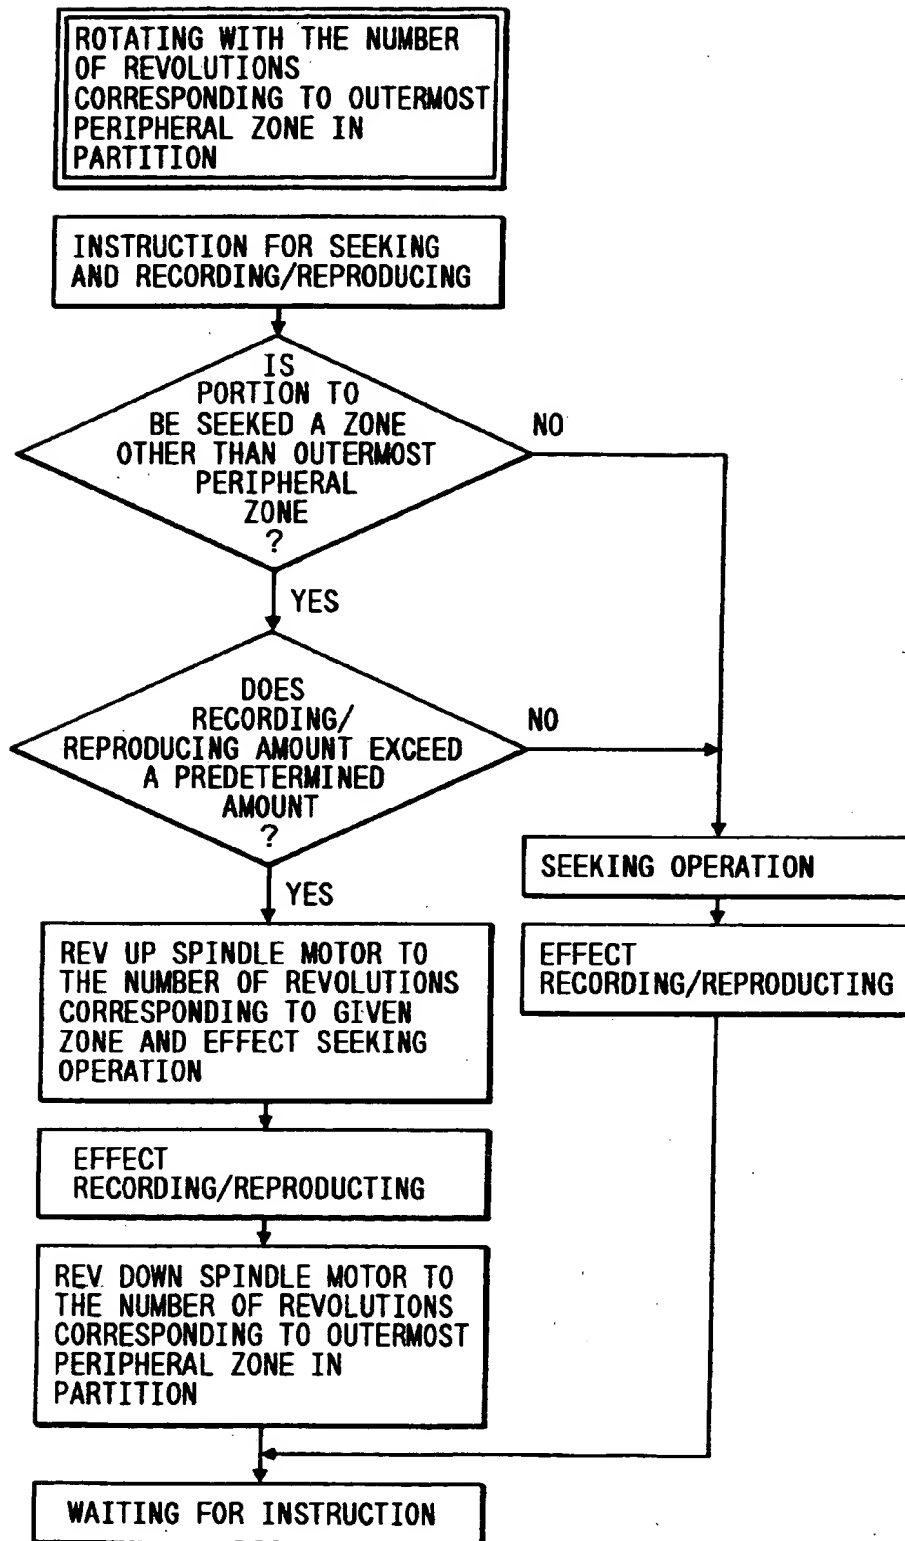 ROTATING WITH THE NUMBER
OF REVOLUTIONS
CORRESPONDING TO OUTERMOST
PERIPHERAL ZONE IN
PARTITION
INSTRUCTION FOR SEEKING
AND RECORDING/REPRODUCING
IS
PORTION TO
BE SEEKED A ZONE
OTHER THAN OUTERMOST
PERIPHERAL
ZONE
?
NO
YES
DOES
RECORDING/
REPRODUCING AMOUNT EXCEED
A PREDETERMINED
AMOUNT
?
NO
YES
SEEKING OPERATION
EFFECT
RECORDING/REPRODUCTING
REV UP SPINDLE MOTOR TO
THE NUMBER OF REVOLUTIONS
CORRESPONDING TO GIVEN
ZONE AND EFFECT SEEKING
OPERATION
EFFECT
RECORDING/REPRODUCTING
REV DOWN SPINDLE MOTOR TO
THE NUMBER OF REVOLUTIONS
CORRESPONDING TO OUTERMOST
PERIPHERAL ZONE IN
PARTITION
WAITING FOR INSTRUCTION